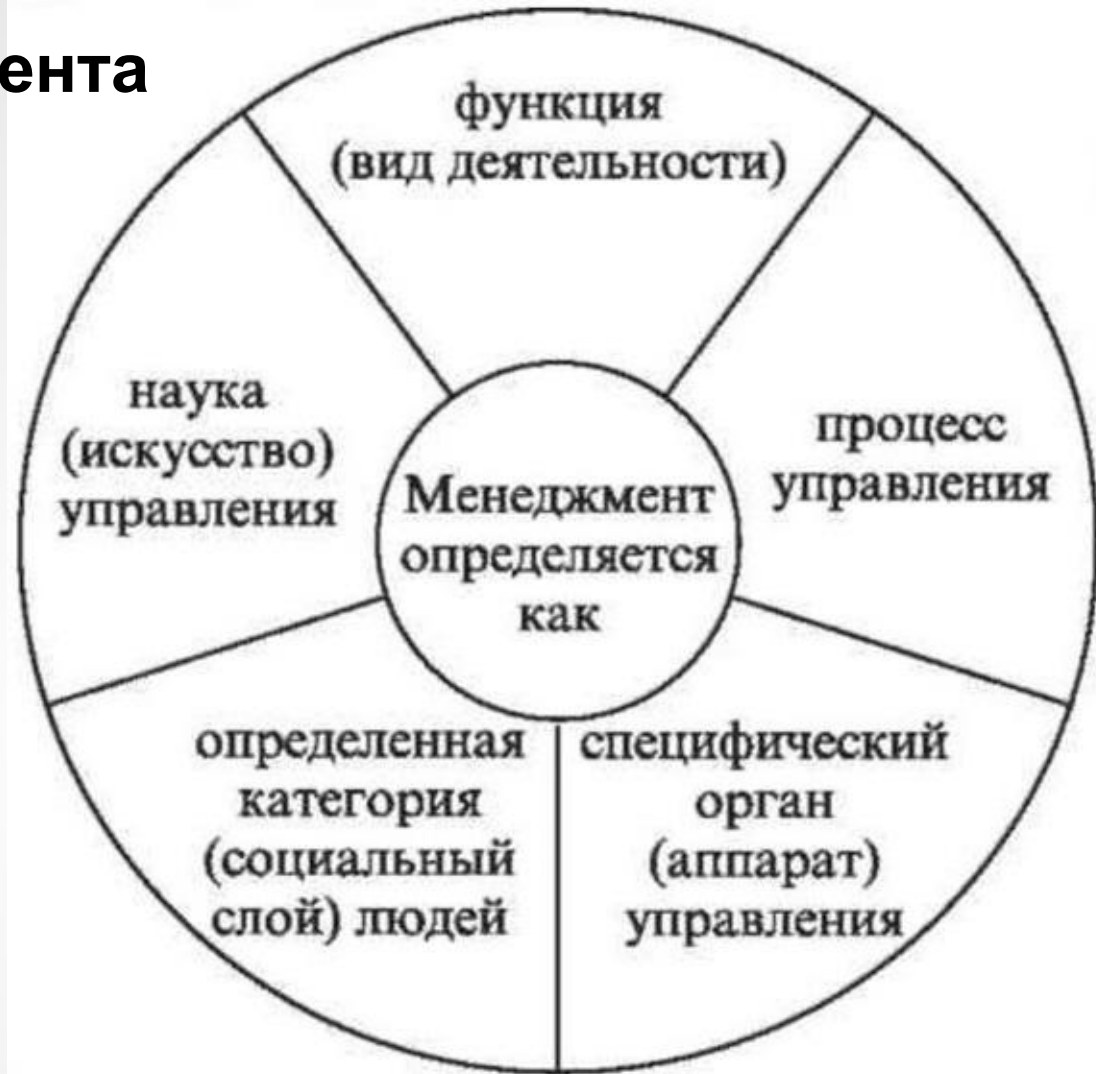 ента
функция
(вид деятельности)
процесс
управления
специфический
орган
(аппарат)
управления
определенная
категория
(социальный
слой) людей
наука
(искусство)
управления
Менеджмент
определяется
как